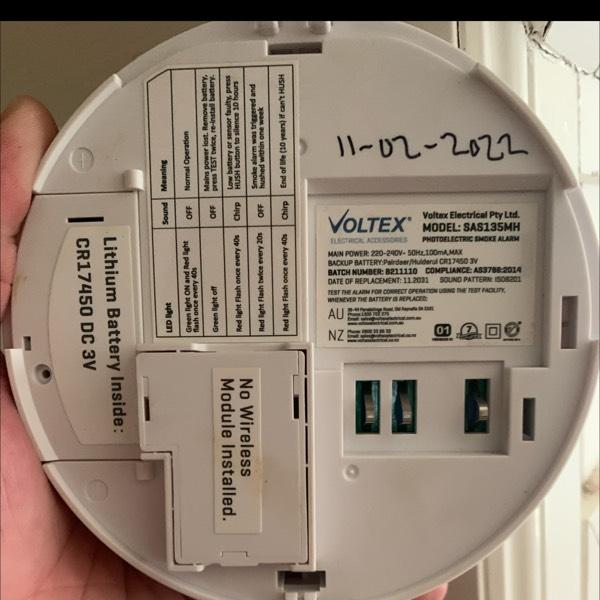 11-02-2022
VOLTEX®
ELECTRICAL ACCESSORIES
Voltex Electrical Pty Ltd.
MODEL: SAS135MH
PHOTOELECTRIC SMOKE ALARM
MAIN POWER: 220-240V~ 50Hz,100mA,MAX
BACKUP BATTERY:Pairdeer/Huiderui CR17450 3V
BATCH NUMBER: B211110 COMPLIANCE: AS3786:2014
DATE OF REPLACEMENT: 11.2031 SOUND PATTERN: ISO8201
TEST THE ALARM FOR CORRECT OPERATION USING THE TEST FACILITY,
WHENEVER THE BATTERY IS REPLACED;
AU
NZ
LED light Sound Meaning
Green light ON and Red light flash once every 40s OFF Normal Operation
Green light off OFF Mains power lost. Remove battery, press TEST twice, re-install battery.
Red light Flash once every 40s Chirp Low battery or sensor faulty, press HUSH button to silence 10 hours
Red light Flash twice every 20s OFF Smoke alarm was triggered and hushed within one week
Red light Flash once every 40s Chirp End of life (10 years) if can't HUSH
Lithium Battery Inside:
CR17450 DC 3V
No Wireless
Module Installed.